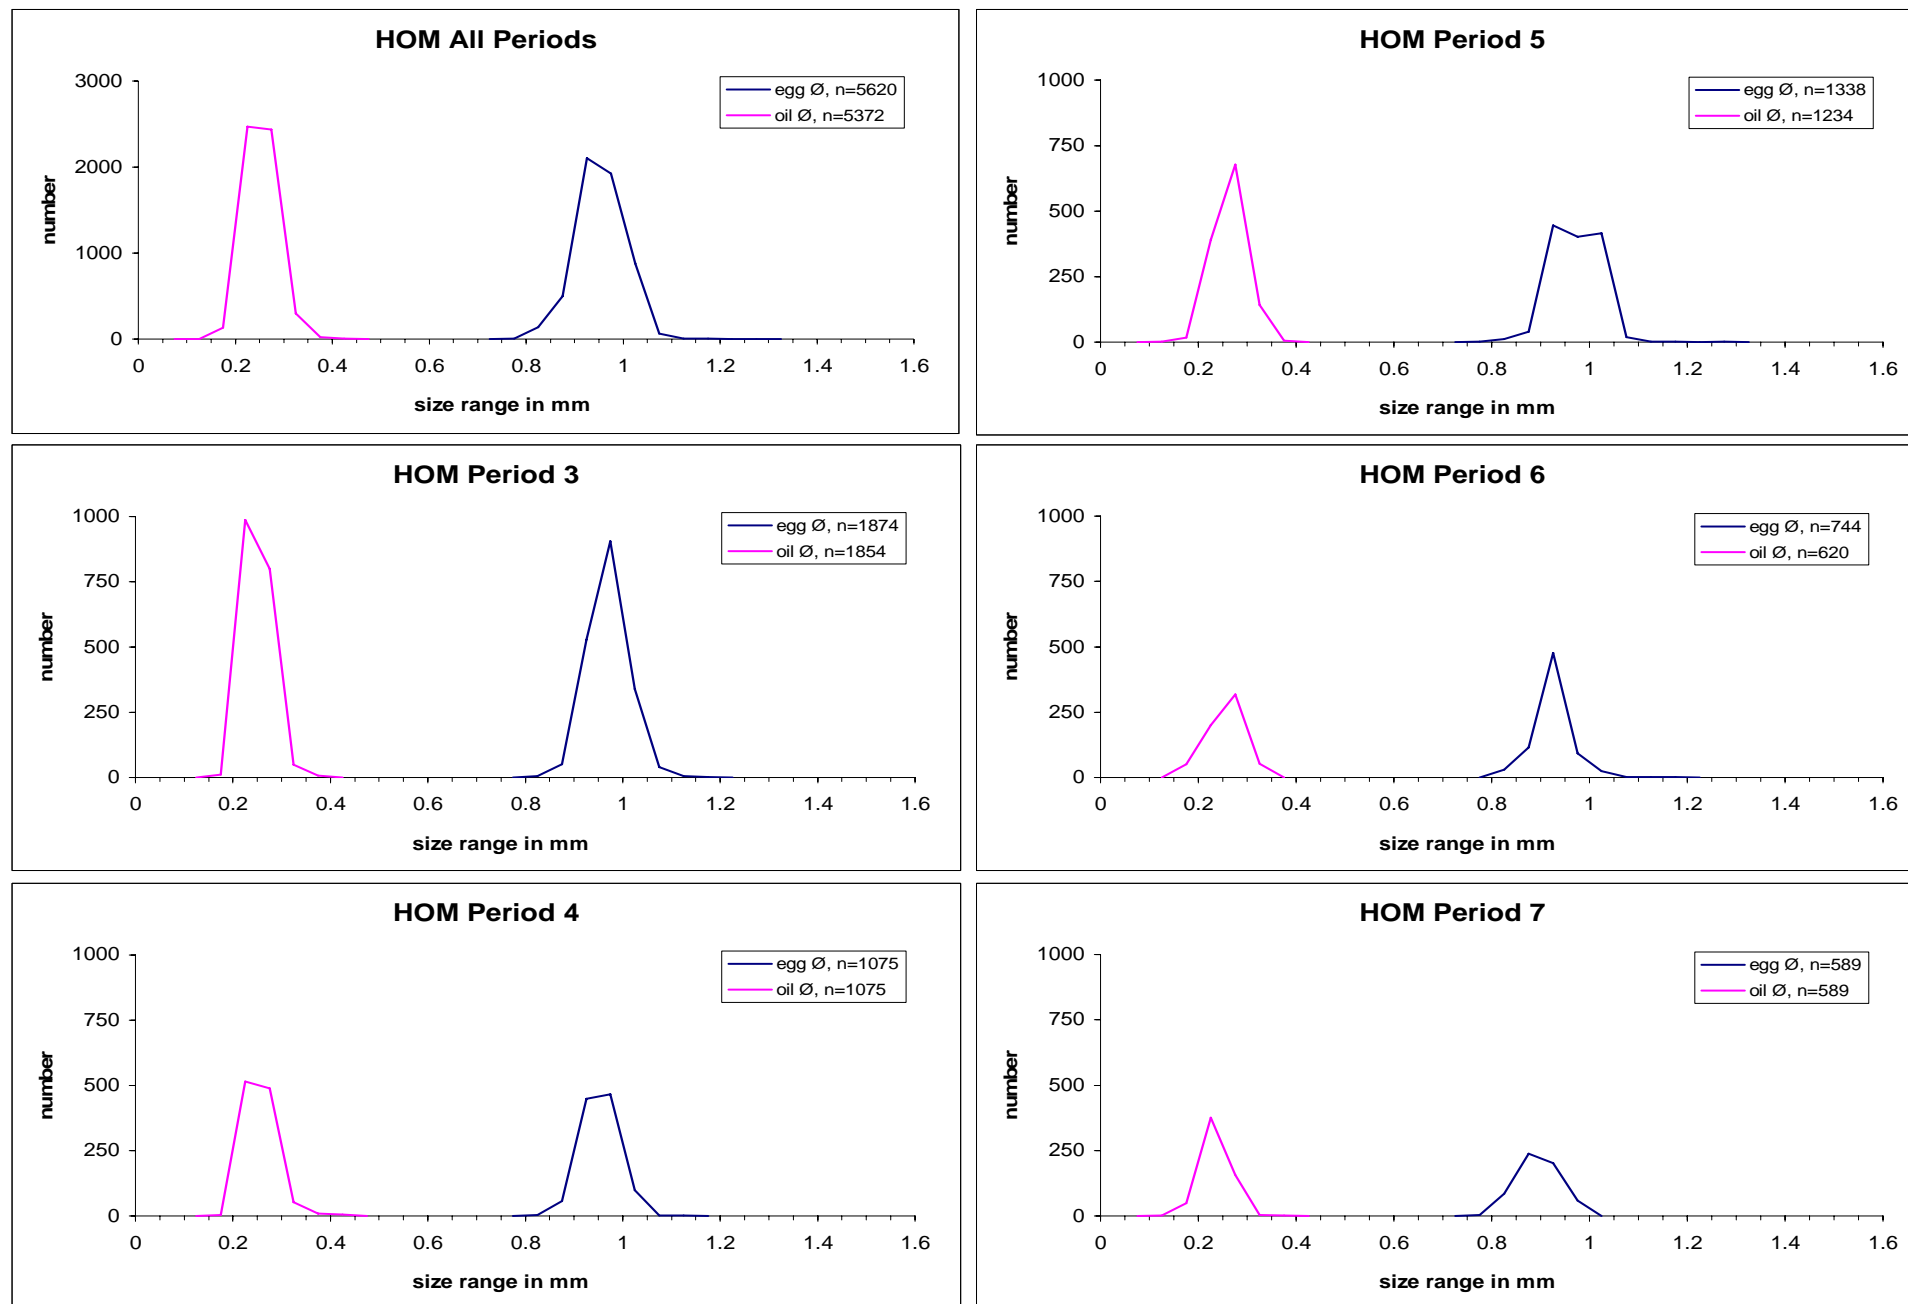 HOM All Periods
egg Ø, n=5620
oil Ø, n=5372
3000
2000
1000
0
number
0 0.2 0.4 0.6 0.8 1 1.2 1.4 1.6
size range in mm
HOM Period 5
egg Ø, n=1338
oil Ø, n=1234
1000
750
500
250
0
number
0 0.2 0.4 0.6 0.8 1 1.2 1.4 1.6
size range in mm
HOM Period 3
egg Ø, n=1874
oil Ø, n=1854
1000
750
500
250
0
number
0 0.2 0.4 0.6 0.8 1 1.2 1.4 1.6
size range in mm
HOM Period 6
egg Ø, n=744
oil Ø, n=620
1000
750
500
250
0
number
0 0.2 0.4 0.6 0.8 1 1.2 1.4 1.6
size range in mm
HOM Period 4
egg Ø, n=1075
oil Ø, n=1075
1000
750
500
250
0
number
0 0.2 0.4 0.6 0.8 1 1.2 1.4 1.6
size range in mm
HOM Period 7
egg Ø, n=589
oil Ø, n=589
1000
750
500
250
0
number
0 0.2 0.4 0.6 0.8 1 1.2 1.4 1.6
size range in mm